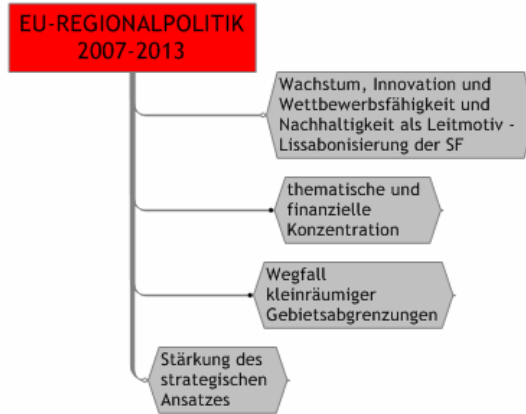 EU-REGIONALPOLITIK
2007-2013
Wachstum, Innovation und
Wettbewerbsfähigkeit und
Nachhaltigkeit als Leitmotiv -
Lissabonisierung der SF
thematische und
finanzielle
Konzentration
Wegfall
kleinräumiger
Gebietsabgrenzungen
Stärkung des
strategischen
Ansatzes